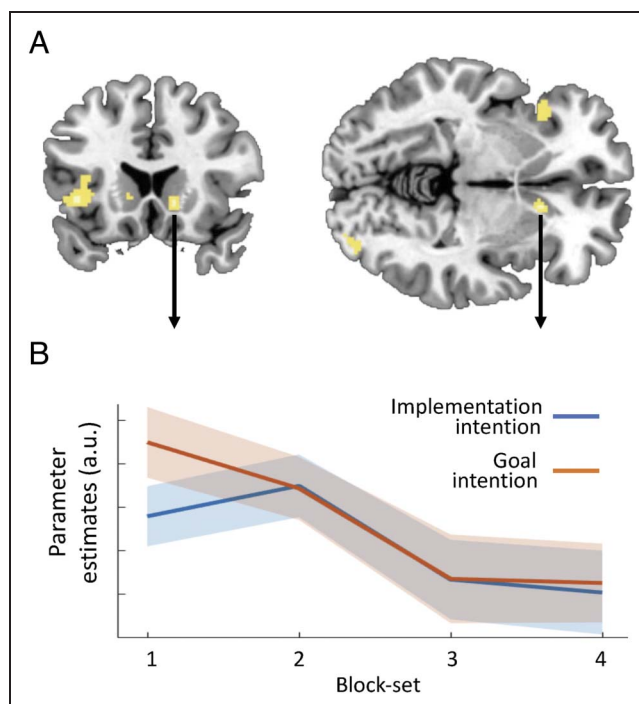 A
B
Implementation
intention
Goal
intention
Parameter
estimates (a.u.)
1 2 3 4
Block-set